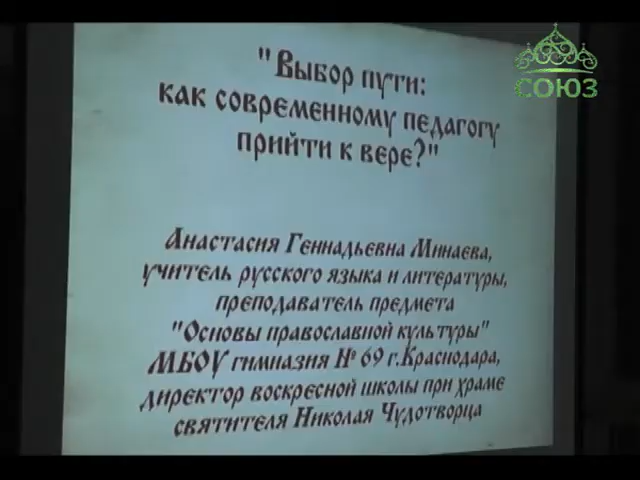 СОЮЗ
"Выбор пути:
как современному педагогу
прийти к вере?"
Анастасия Геннадьевна Минаева,
учитель русского языка и литературы,
преподаватель предмета
"Основы православной культуры"
МБОУ гимназия № 69 г.Краснодара,
директор воскресной школы при храме
святителя Николая Чудотворца